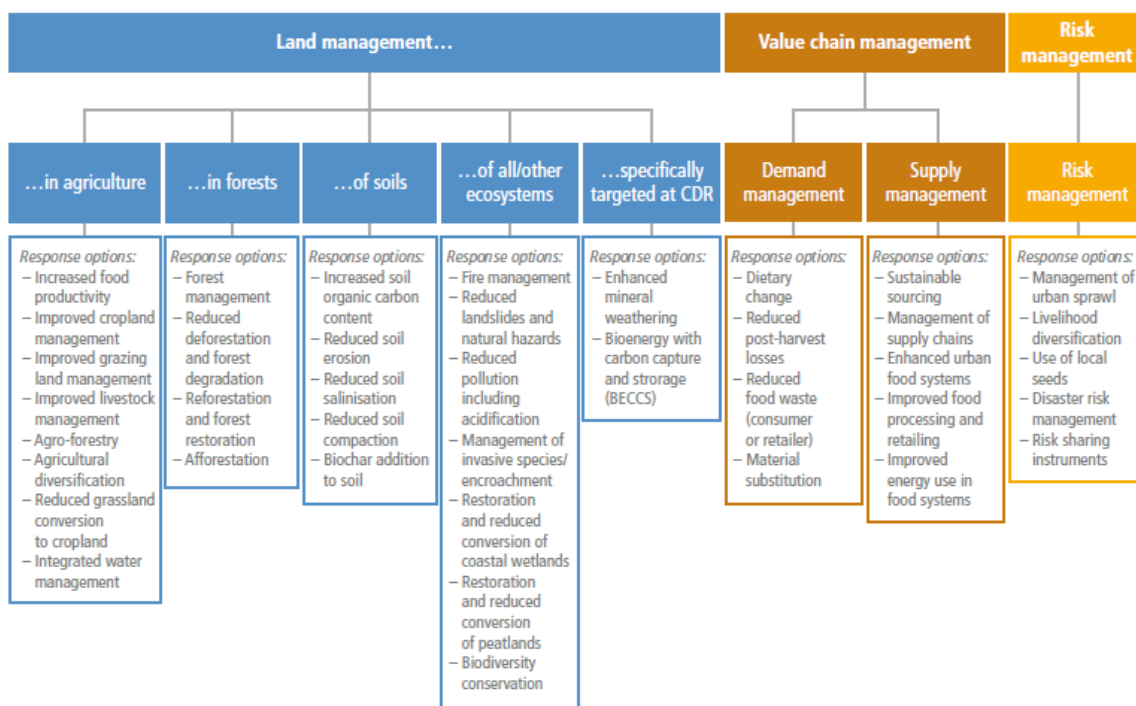 Land management…
Value chain management
Risk
management
…in agriculture
…in forests
…of soils
…of all/other
ecosystems
…specifically
targeted at CDR
Demand
management
Supply
management
Risk
management
Response options:
– Increased food
productivity
– Improved cropland
management
– Improved grazing
land management
– Improved livestock
management
– Agro-forestry
– Agricultural
diversification
– Reduced grassland
conversion
to cropland
– Integrated water
management
Response options:
– Forest
management
– Reduced
deforestation
and forest
degradation
– Reforestation
and forest
restoration
– Afforestation
Response options:
– Increased soil
organic carbon
content
– Reduced soil
erosion
– Reduced soil
salinisation
– Reduced soil
compaction
– Biochar addition
to soil
Response options:
– Fire management
– Reduced
landslides and
natural hazards
– Reduced
pollution
including
acidification
– Management of
invasive species/
encroachment
– Restoration
and reduced
conversion of
coastal wetlands
– Restoration
and reduced
conversion
of peatlands
– Biodiversity
conservation
Response options:
– Enhanced
mineral
weathering
– Bioenergy with
carbon capture
and strorage
(BECCS)
Response options:
– Dietary
change
– Reduced
post-harvest
losses
– Reduced
food waste
(consumer
or retailer)
– Material
substitution
Response options:
– Sustainable
sourcing
– Management of
supply chains
– Enhanced urban
food systems
– Improved food
processing and
retailing
– Improved
energy use in
food systems
Response options:
– Management of
urban sprawl
– Livelihood
diversification
– Use of local
seeds
– Disaster risk
management
– Risk sharing
instruments